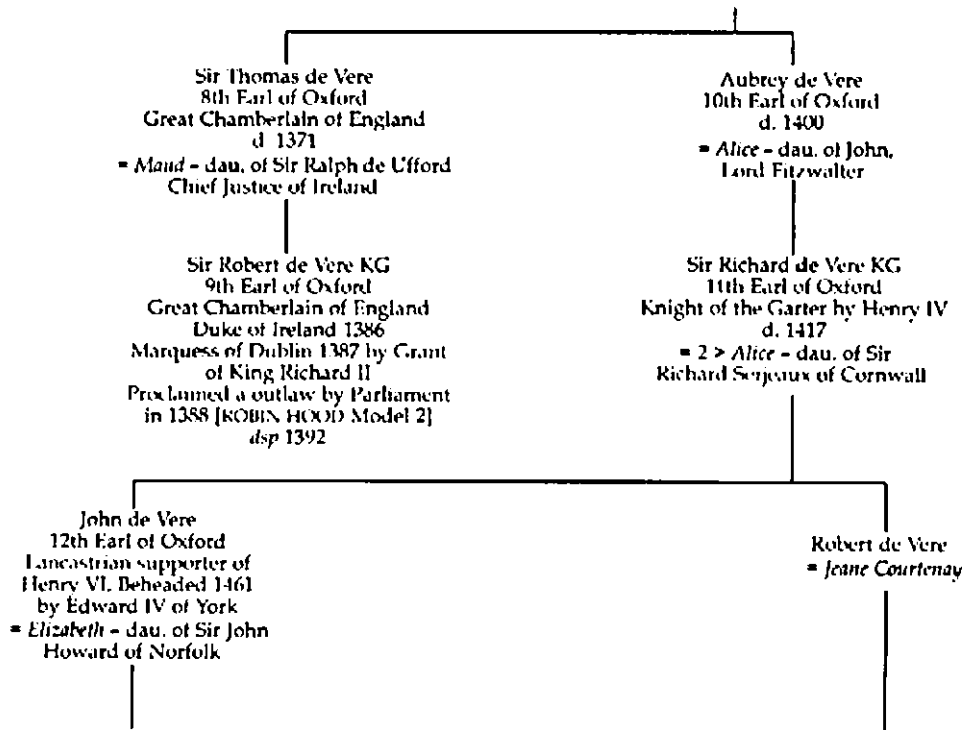 Sir Thomas de Vere
8th Earl of Oxford
Great Chamberlain of England
d 1371
= Maud – dau. of Sir Ralph de Ufford
Chief Justice of Ireland
Aubrey de Vere
10th Earl of Oxford
d. 1400
= Alice – dau. of John,
Lord Fitzwalter
Sir Robert de Vere KG
9th Earl of Oxford
Great Chamberlain of England
Duke of Ireland 1386
Marquess of Dublin 1387 by Grant
of King Richard II
Proclaimed a outlaw by Parliament
in 1388 [ROBIN HOOD Model 2]
dsp 1392
Sir Richard de Vere KG
11th Earl of Oxford
Knight of the Garter by Henry IV
d. 1417
= 2 > Alice – dau. of Sir
Richard Serjeaux of Cornwall
John de Vere
12th Earl of Oxford
Lancastrian supporter of
Henry VI. Beheaded 1461
by Edward IV of York
= Elizabeth – dau. of Sir John
Howard of Norfolk
Robert de Vere
= Jeane Courtenay